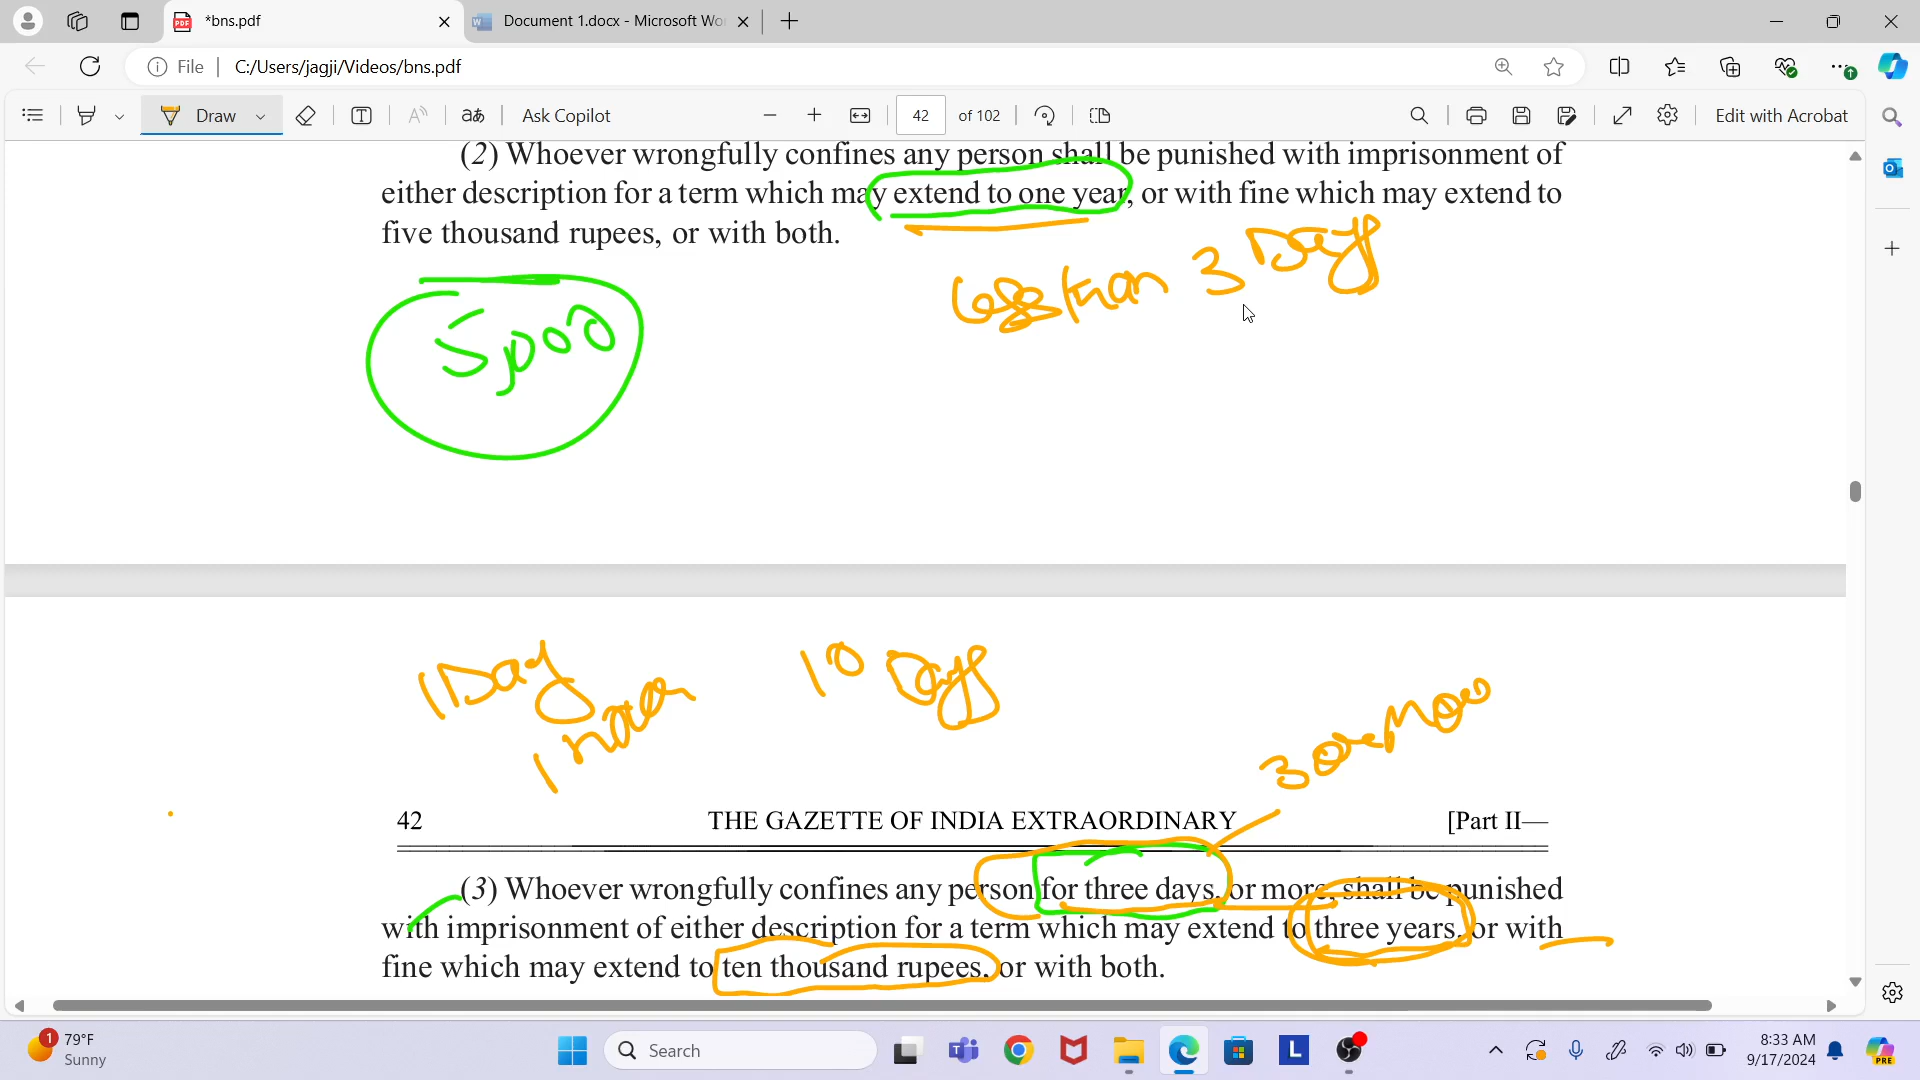 *bns.pdf
Document 1.docx - Microsoft Wo
File
C:/Users/jagji/Videos/bns.pdf
Draw
Ask Copilot
42 of 102
Edit with Acrobat
(2) Whoever wrongfully confines any person shall be punished with imprisonment of
either description for a term which may extend to one year, or with fine which may extend to
five thousand rupees, or with both.
Less than 3 Days
5,000
1 Day
1 hour
10 Days
3 or More
42 THE GAZETTE OF INDIA EXTRAORDINARY [Part II—
(3) Whoever wrongfully confines any person for three days, or more, shall be punished
with imprisonment of either description for a term which may extend to three years, or with
fine which may extend to ten thousand rupees, or with both.
1
79°F
Sunny
Search
L
8:33 AM
9/17/2024
PRE